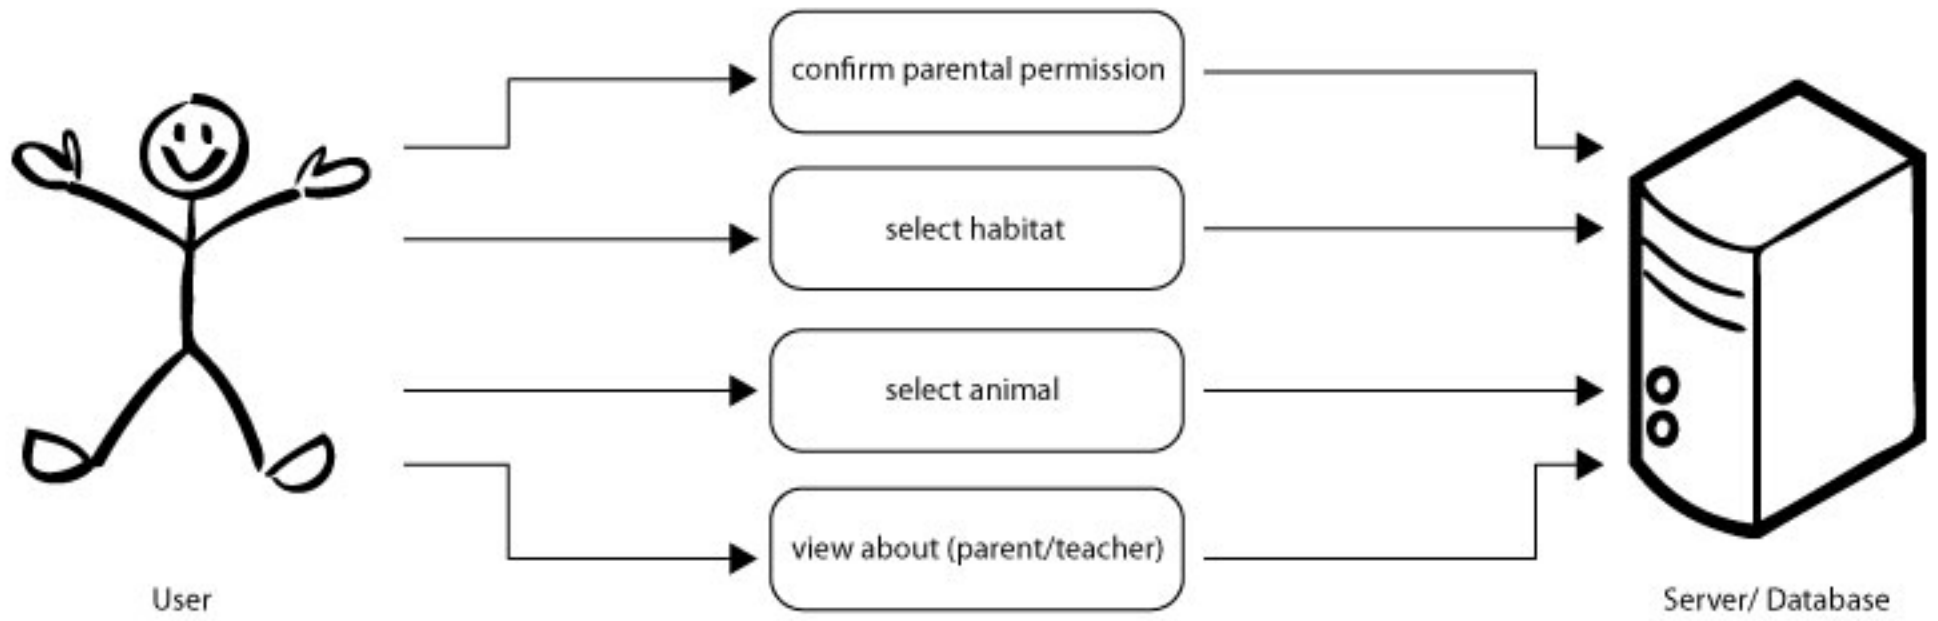 confirm parental permission
select habitat
select animal
view about (parent/teacher)
User
Server/ Database